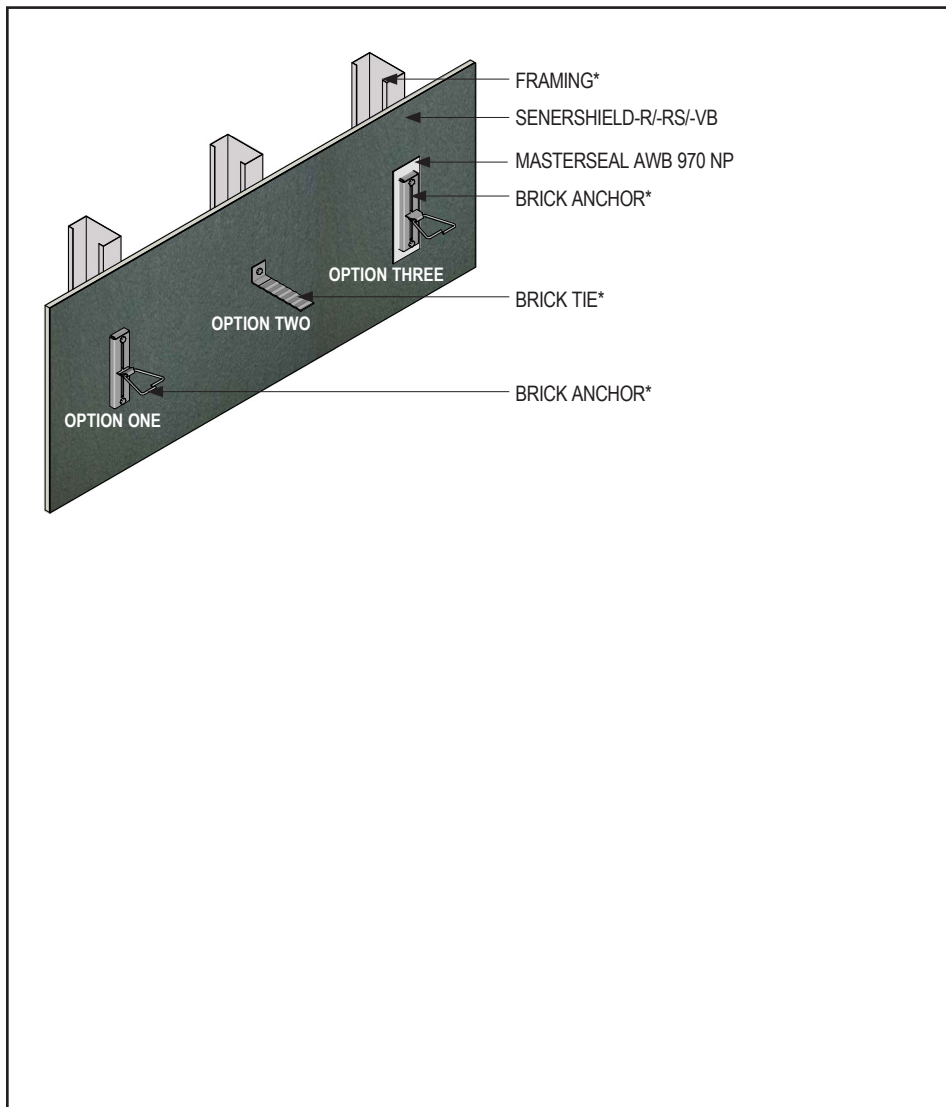 FRAMING*
SENERSHIELD-R/-RS/-VB
MASTERSEAL AWB 970 NP
BRICK ANCHOR*
OPTION THREE
BRICK TIE*
OPTION TWO
BRICK ANCHOR*
OPTION ONE